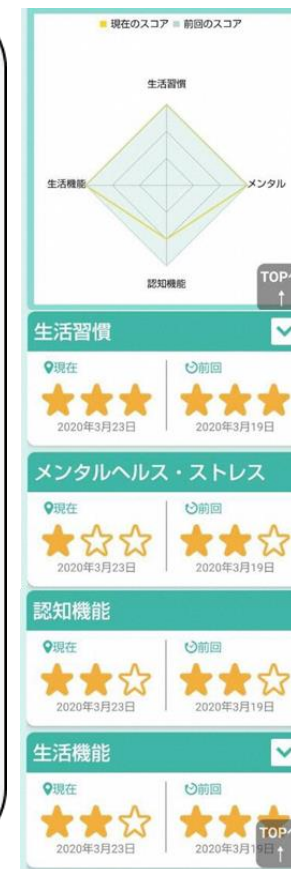 現在のスコア 前回のスコア
生活習慣
生活機能 メンタル
認知機能
TOPへ
↑
生活習慣
現在 前回
2020年3月23日 2020年3月19日
メンタルヘルス・ストレス
現在 前回
2020年3月23日 2020年3月19日
認知機能
現在 前回
2020年3月23日 2020年3月19日
生活機能
現在 前回
2020年3月23日 2020年3月19日
TOPへ
↑